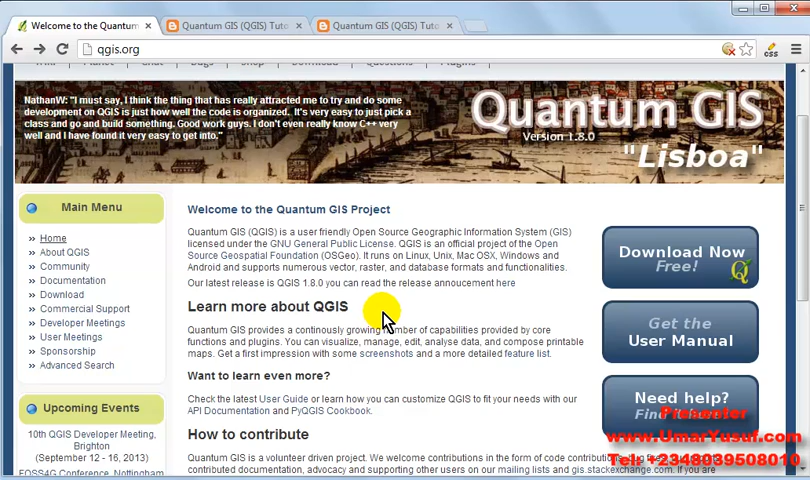 Welcome to the Quantum
Quantum GIS (QGIS) Tuto
Quantum GIS (QGIS) Tuto
qgis.org
Wiki Planet Chat Bugs Shop Download Questions Plugins
NathanW: "I must say, I think the thing that has really attracted me to try and do some
development on QGIS is just how well the code is organized. It's very easy to just pick a
class and go and build something. Good work guys. I don't even really know C++ very
well and I have found it very easy to get into."
Quantum GIS
Version 1.8.0
"Lisboa"
Main Menu
Home
About QGIS
Community
Documentation
Download
Commercial Support
Developer Meetings
User Meetings
Sponsorship
Advanced Search
Upcoming Events
10th QGIS Developer Meeting,
Brighton
(September 12 - 16, 2013)
FOSS4G Conference, Nottingham
Welcome to the Quantum GIS Project
Quantum GIS (QGIS) is a user friendly Open Source Geographic Information System (GIS)
licensed under the GNU General Public License. QGIS is an official project of the Open
Source Geospatial Foundation (OSGeo). It runs on Linux, Unix, Mac OSX, Windows and
Android and supports numerous vector, raster, and database formats and functionalities.
Our latest release is QGIS 1.8.0 you can read the release annoucement here
Learn more about QGIS
Quantum GIS provides a continously growing number of capabilities provided by core
functions and plugins. You can visualize, manage, edit, analyse data, and compose printable
maps. Get a first impression with some screenshots and a more detailed feature list.
Want to learn even more?
Check the latest User Guide or learn how you can customize QGIS to fit your needs with our
API Documentation and PyQGIS Cookbook.
How to contribute
Quantum GIS is a volunteer driven project. We welcome contributions in the form of code contributions, bug fixes,
contributed documentation, advocacy and supporting other users on our mailing lists and gis.stackexchange.com. If you are
Download Now
Free!
Get the
User Manual
Need help?
Presenter
www.UmarYusuf.com
Tel: +2348039508010
css